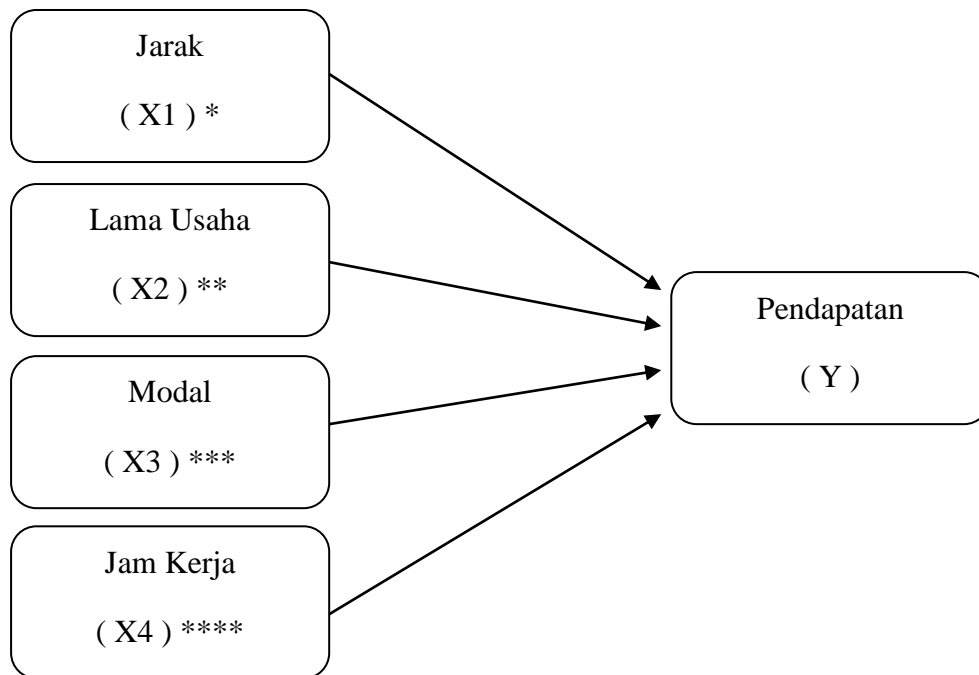 Jarak
( X1 ) *
Lama Usaha
( X2 ) **
Modal
( X3 ) ***
Jam Kerja
( X4 ) ****
Pendapatan
( Y )